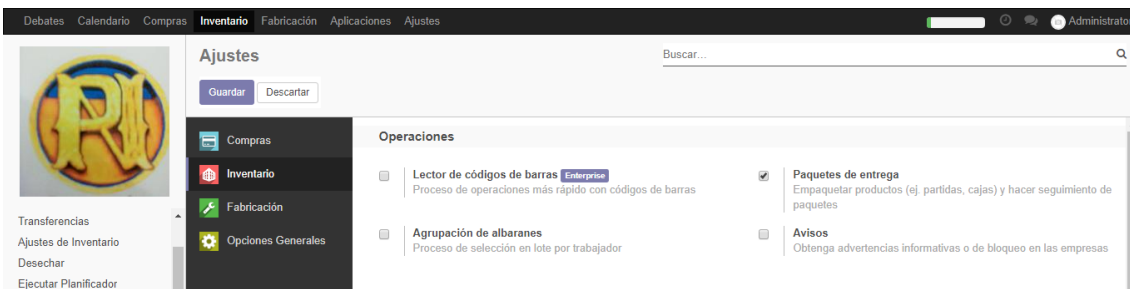 Debates Calendario Compras Inventario Fabricación Aplicaciones Ajustes Administrato
RI
Ajustes
Buscar...
Guardar Descartar
Compras
Inventario
Fabricación
Opciones Generales
Transferencias
Ajustes de Inventario
Desechar
Ejecutar Planificador
Operaciones
Lector de códigos de barras Enterprise
Proceso de operaciones más rápido con códigos de barras
Paquetes de entrega
Empaquetar productos (ej. partidas, cajas) y hacer seguimiento de
paquetes
Agrupación de albaranes
Proceso de selección en lote por trabajador
Avisos
Obtenga advertencias informativas o de bloqueo en las empresas